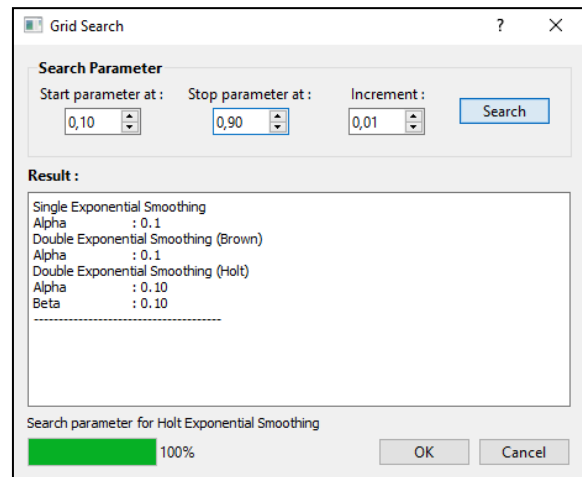 Grid Search
? X
Search Parameter
Start parameter at : Stop parameter at : Increment :
0,10 0,90 0,01 Search
Result :
Single Exponential Smoothing
Alpha : 0.1
Double Exponential Smoothing (Brown)
Alpha : 0.1
Double Exponential Smoothing (Holt)
Alpha : 0.10
Beta : 0.10
--------------------------------------
Search parameter for Holt Exponential Smoothing
100% OK Cancel